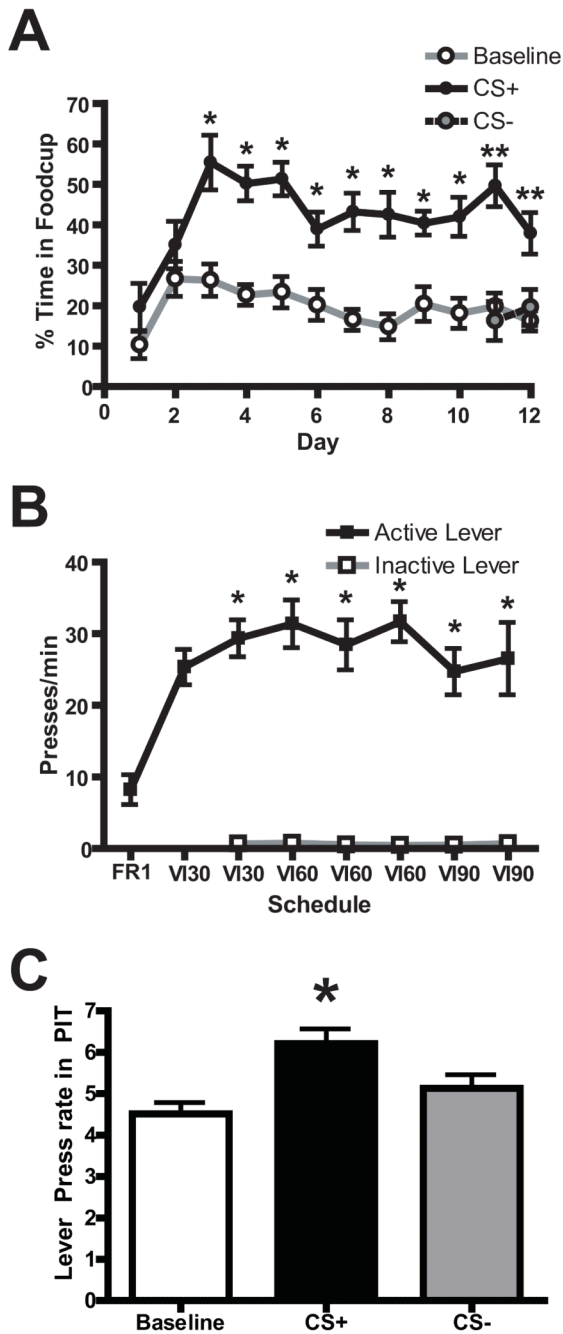 A
Baseline
CS+
CS-
70
60
50
40
30
20
10
0
% Time in Foodcup
* * * * * * * * ** **
0 2 4 6 8 10 12
Day
B
Active Lever
Inactive Lever
40
30
20
10
0
Presses/min
* * * * * *
FR1 VI30 VI30 VI60 VI60 VI60 VI90 VI90
Schedule
C
7
6
5
4
3
2
1
0
Lever Press rate in PIT
*
Baseline CS+ CS-